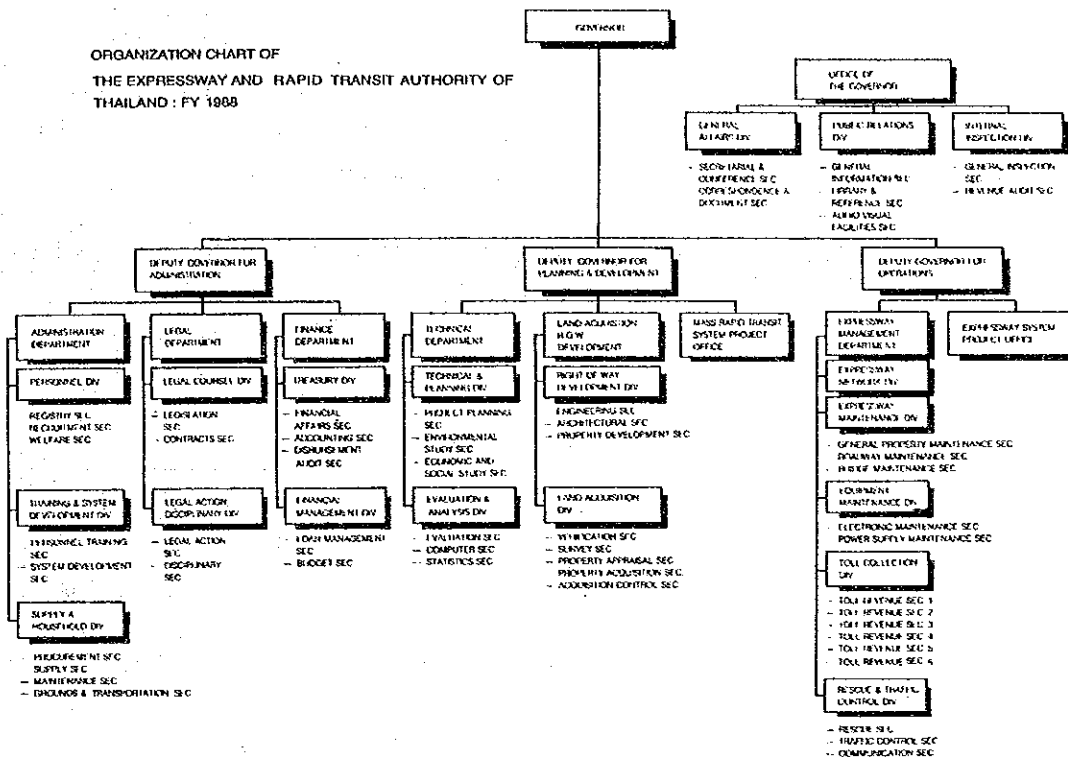 ORGANIZATION CHART OF
THE EXPRESSWAY AND RAPID TRANSIT AUTHORITY OF
THAILAND : FY 1988
GOVERNOR
OFFICE OF
THE GOVERNOR
GENERAL
AFFAIRS DIV
- SECRETARIAL &
CONFERENCE SEC
CORRESPONDENCE &
DOCUMENT SEC
PUBLIC RELATIONS
DIV
- GENERAL
INFORMATION SEC
- LIBRARY &
REFERENCE SEC
- AUDIO VISUAL
FACILITIES SEC
INTERNAL
INSPECTION DIV
- GENERAL INSPECTION
SEC
- REVENUE AUDIT SEC
DEPUTY GOVERNOR FOR
ADMINISTRATION
DEPUTY GOVERNOR FOR
PLANNING & DEVELOPMENT
DEPUTY GOVERNOR FOR
OPERATIONS
ADMINISTRATION
DEPARTMENT
PERSONNEL DIV
REGISTRY SEC
RECRUITMENT SEC
WELFARE SEC
TRAINING & SYSTEM
DEVELOPMENT DIV
- PERSONNEL TRAINING
SEC
- SYSTEM DEVELOPMENT
SEC
SUPPLY &
HOUSEHOLD DIV
- PROCUREMENT SEC
SUPPLY SEC
- MAINTENANCE SEC
- GROUNDS & TRANSPORTATION SEC
LEGAL
DEPARTMENT
LEGAL COUNSEL DIV
- LEGISLATION
SEC
- CONTRACTS SEC
LEGAL ACTION
DISCIPLINARY DIV
- LEGAL ACTION
SEC
- DISCIPLINARY
SEC
FINANCE
DEPARTMENT
TREASURY DIV
- FINANCIAL
AFFAIRS SEC
- ACCOUNTING SEC
- DISBURSEMENT
AUDIT SEC
FINANCIAL
MANAGEMENT DIV
- LOAN MANAGEMENT
SEC
- BUDGET SEC
TECHNICAL
DEPARTMENT
TECHNICAL &
PLANNING DIV
- PROJECT PLANNING
SEC
- ENVIRONMENTAL
STUDY SEC
- ECONOMIC AND
SOCIAL STUDY SEC
EVALUATION &
ANALYSIS DIV
- EVALUATION SEC
- COMPUTER SEC
- STATISTICS SEC
LAND ACQUISTION
R.O.W
DEVELOPMENT
RIGHT OF WAY
DEVELOPMENT DIV
ENGINEERING SEC
- ARCHITECTURAL SEC
- PROPERTY DEVELOPMENT SEC
LAND ACQUISITION
DIV
- VERIFICATION SEC
- SURVEY SEC
- PROPERTY APPRAISAL SEC
PROPERTY ACQUISITION SEC
- ACQUISITION CONTROL SEC
MASS RAPID TRANSIT
SYSTEM PROJECT
OFFICE
EXPRESSWAY
MANAGEMENT
DEPARTMENT
EXPRESSWAY
NETWORK DIV
EXPRESSWAY
MAINTENANCE DIV
- GENERAL PROPERTY MAINTENANCE SEC
ROADWAY MAINTENANCE SEC
- BRIDGE MAINTENANCE SEC
EQUIPMENT
MAINTENANCE DIV
ELECTRONIC MAINTENANCE SEC
POWER SUPPLY MAINTENANCE SEC
TOLL COLLECTION
DIV
- TOLL REVENUE SEC 1
- TOLL REVENUE SEC 2
- TOLL REVENUE SEC 3
- TOLL REVENUE SEC 4
- TOLL REVENUE SEC 5
- TOLL REVENUE SEC 6
RESCUE & TRAFFIC
CONTROL DIV
- RESCUE SEC
- TRAFFIC CONTROL SEC
- COMMUNICATION SEC
EXPRESSWAY SYSTEM
PROJECT OFFICE